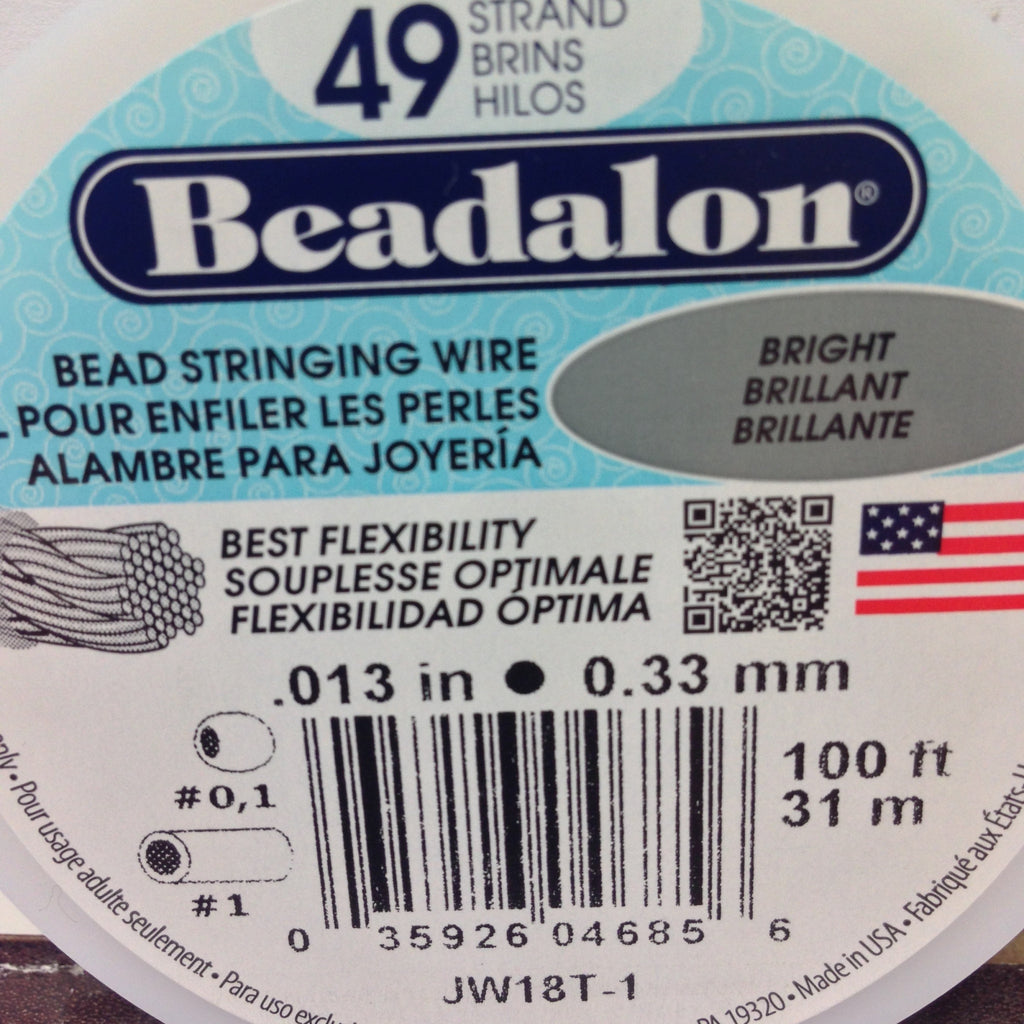 49 STRAND
BRINS
HILOS
Beadalon®
BEAD STRINGING WIRE
POUR ENFILER LES PERLES
ALAMBRE PARA JOYERÍA
BRIGHT
BRILLANT
BRILLANTE
BEST FLEXIBILITY
SOUPLESSE OPTIMALE
FLEXIBILIDAD ÓPTIMA
.013 in ● 0.33 mm
#0,1
#1
100 ft
31 m
0 35926 04685 6
JW18T-1
• Pour usage adulte seulement • Para uso
PA 19320 • Made in USA • Fabriqué aux